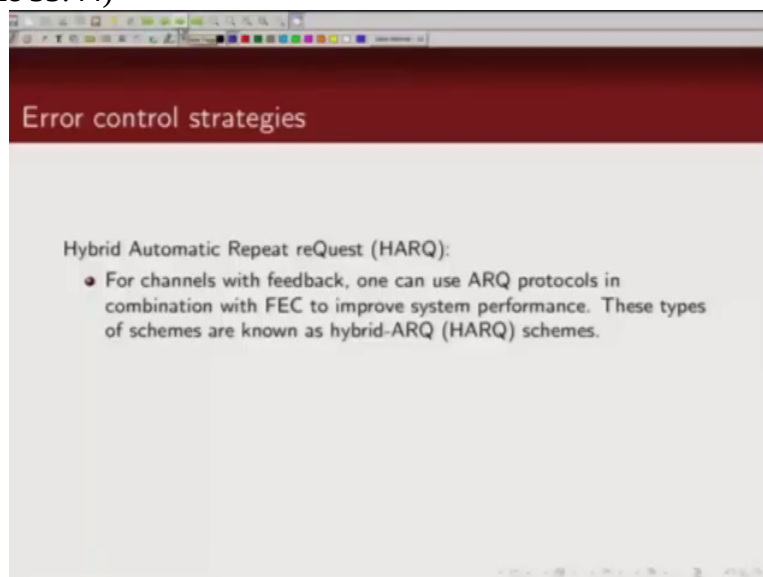 Error control strategies
Hybrid Automatic Repeat reQuest (HARQ):
For channels with feedback, one can use ARQ protocols in
combination with FEC to improve system performance. These types
of schemes are known as hybrid-ARQ (HARQ) schemes.